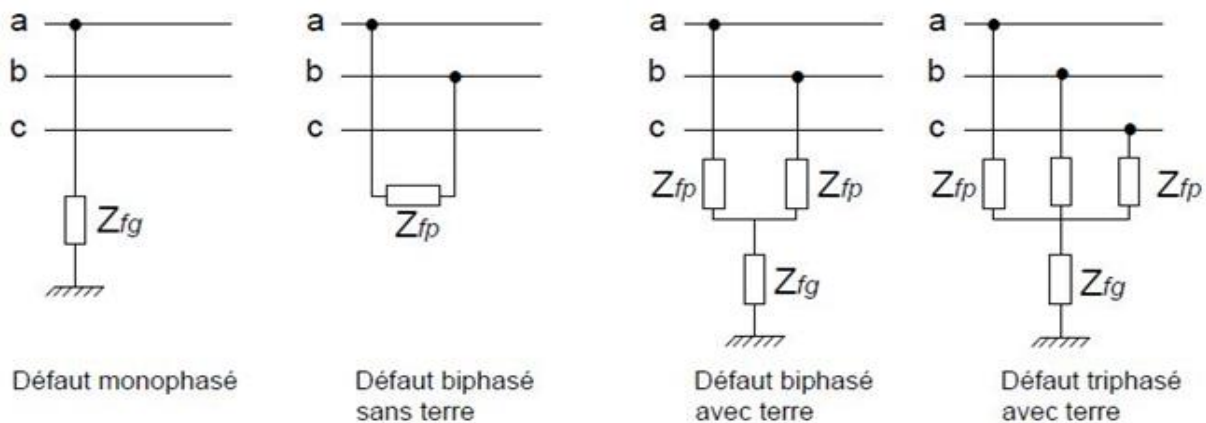 a
b
c
Zfg
Défaut monophasé
a
b
c
Zfp
Défaut biphasé
sans terre
a
b
c
Zfp
Zfp
Zfg
Défaut biphasé
avec terre
a
b
c
Zfp
Zfp
Zfg
Défaut triphasé
avec terre